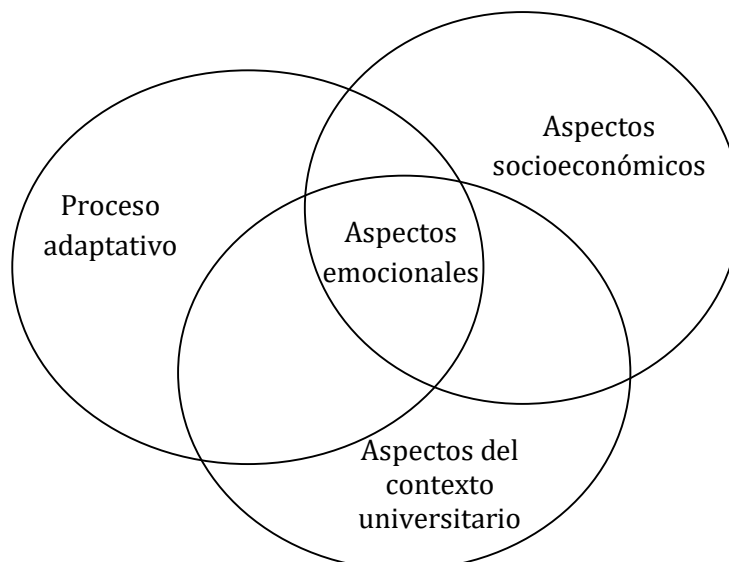 Aspectos
socioeconómicos
Proceso
adaptativo
Aspectos
emocionales
Aspectos del
contexto
universitario